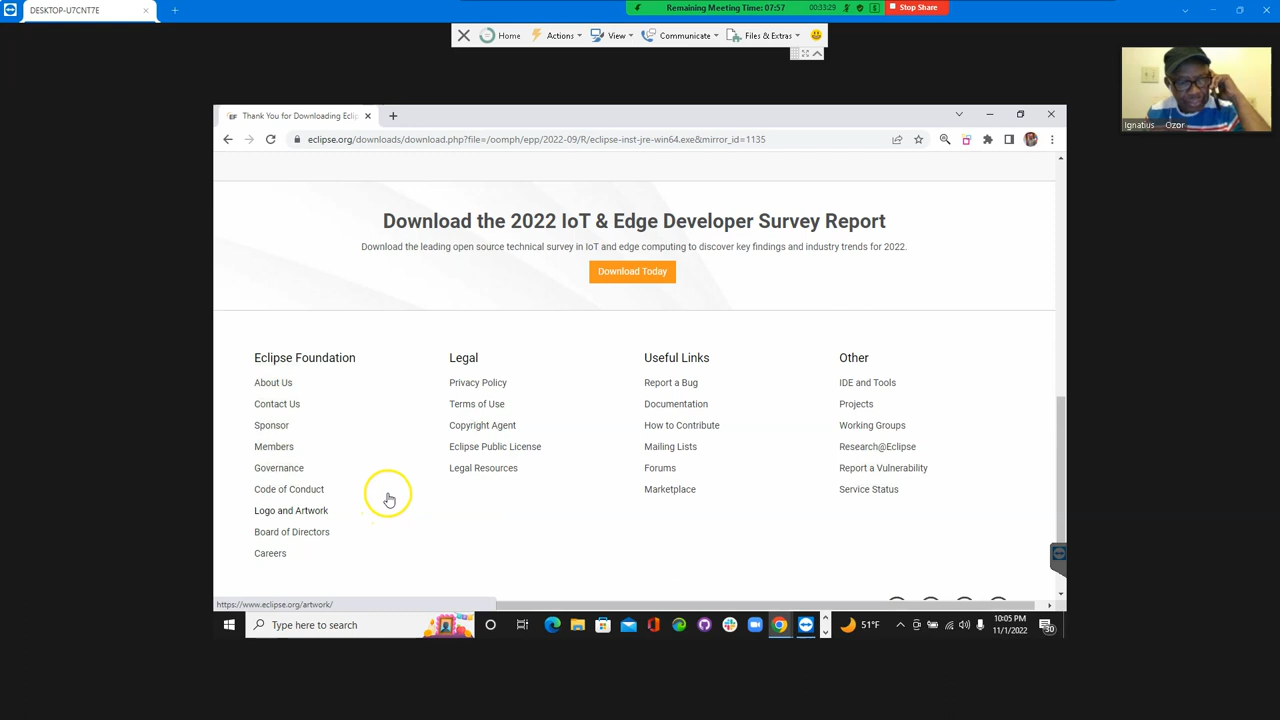 DESKTOP-U7CNT7E
Remaining Meeting Time: 07:57
00:33:29
Stop Share
Home
Actions
View
Communicate
Files & Extras
Ignatius Ozor
Thank You for Downloading Ecli
eclipse.org/downloads/download.php?file=/oomph/epp/2022-09/R/eclipse-inst-jre-win64.exe&mirror_id=1135
Download the 2022 IoT & Edge Developer Survey Report
Download the leading open source technical survey in IoT and edge computing to discover key findings and industry trends for 2022.
Download Today
Eclipse Foundation
About Us
Contact Us
Sponsor
Members
Governance
Code of Conduct
Logo and Artwork
Board of Directors
Careers
Legal
Privacy Policy
Terms of Use
Copyright Agent
Eclipse Public License
Legal Resources
Useful Links
Report a Bug
Documentation
How to Contribute
Mailing Lists
Forums
Marketplace
Other
IDE and Tools
Projects
Working Groups
Research@Eclipse
Report a Vulnerability
Service Status
https://www.eclipse.org/artwork/
Type here to search
51°F
10:05 PM
11/1/2022
30